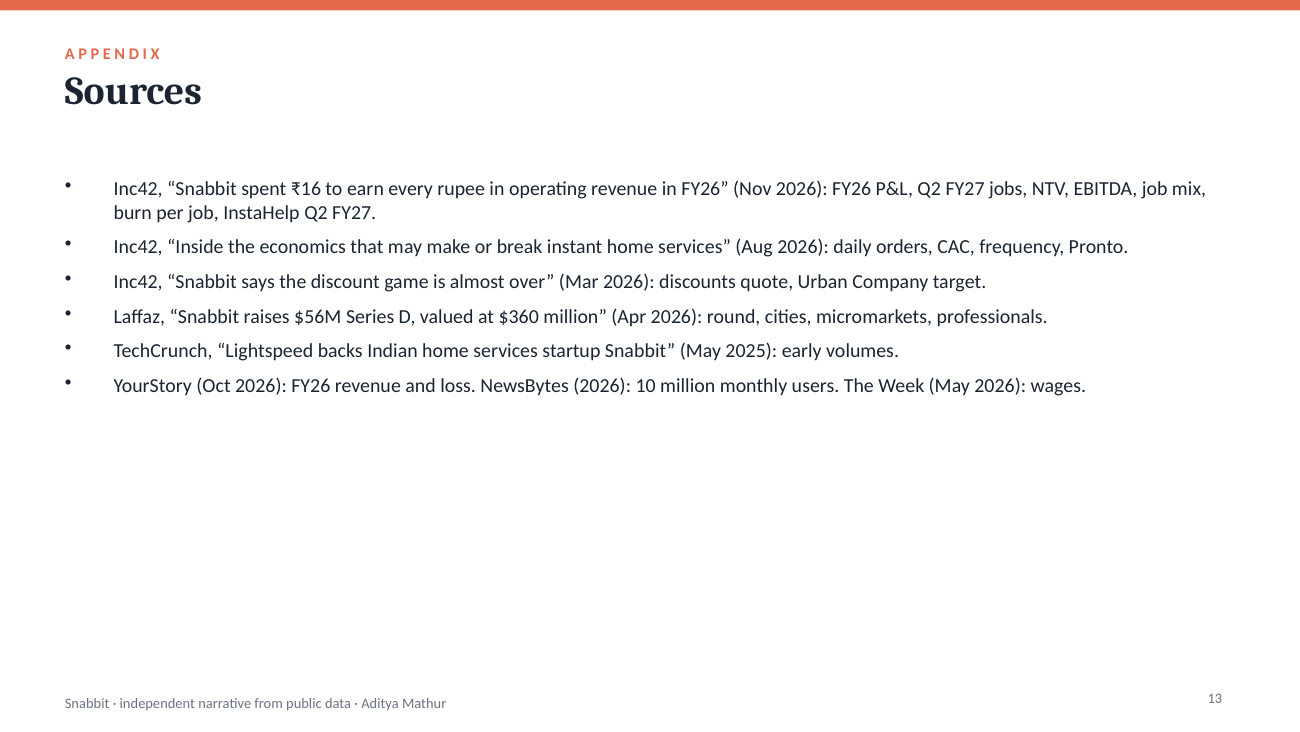 APPENDIX
Sources
• Inc42, “Snabbit spent ₹16 to earn every rupee in operating revenue in FY26” (Nov 2026): FY26 P&L, Q2 FY27 jobs, NTV, EBITDA, job mix,
burn per job, InstaHelp Q2 FY27.
• Inc42, “Inside the economics that may make or break instant home services” (Aug 2026): daily orders, CAC, frequency, Pronto.
• Inc42, “Snabbit says the discount game is almost over” (Mar 2026): discounts quote, Urban Company target.
• Laffaz, “Snabbit raises $56M Series D, valued at $360 million” (Apr 2026): round, cities, micromarkets, professionals.
• TechCrunch, “Lightspeed backs Indian home services startup Snabbit” (May 2025): early volumes.
• YourStory (Oct 2026): FY26 revenue and loss. NewsBytes (2026): 10 million monthly users. The Week (May 2026): wages.
Snabbit · independent narrative from public data · Aditya Mathur
13